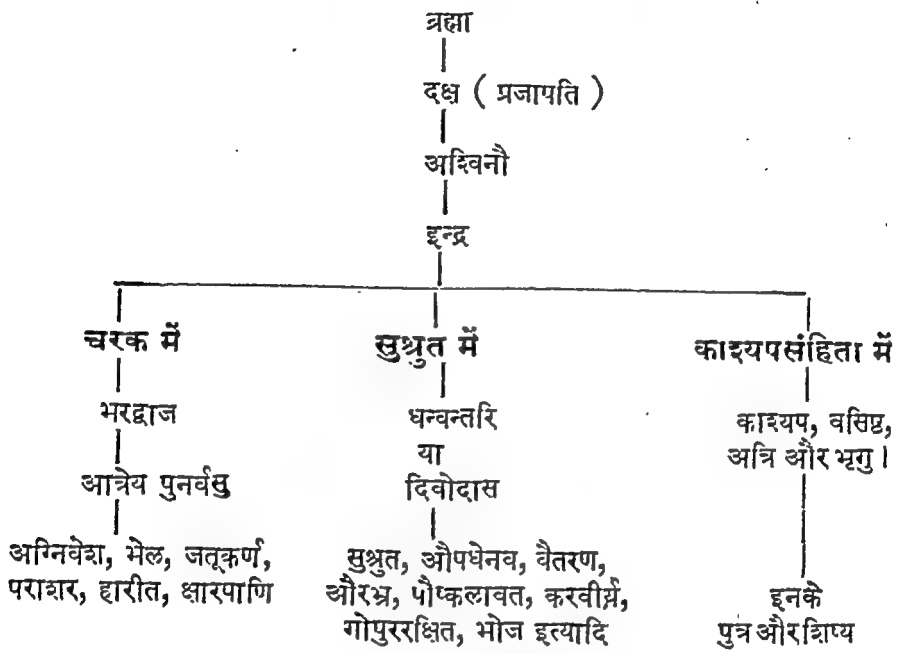 ब्रह्मा
दक्ष ( प्रजापति )
अश्विनौ
इन्द्र
चरक में
सुश्रुत में
काश्यपसंहिता में
भरद्वाज
धन्वन्तरि
काश्यप, वसिष्ठ,
या
अत्रि और भृगु ।
आत्रेय पुनर्वसु
दिवोदास
अग्निवेश, भेल, जतूकर्ण,
पराशर, हारीत, क्षारपाणि
सुश्रुत, औपधेनव, वैतरण,
औरभ्र, पौष्कलावत, करवीर्य,
गोपुररक्षित, भोज इत्यादि
इनके
पुत्र और शिष्य